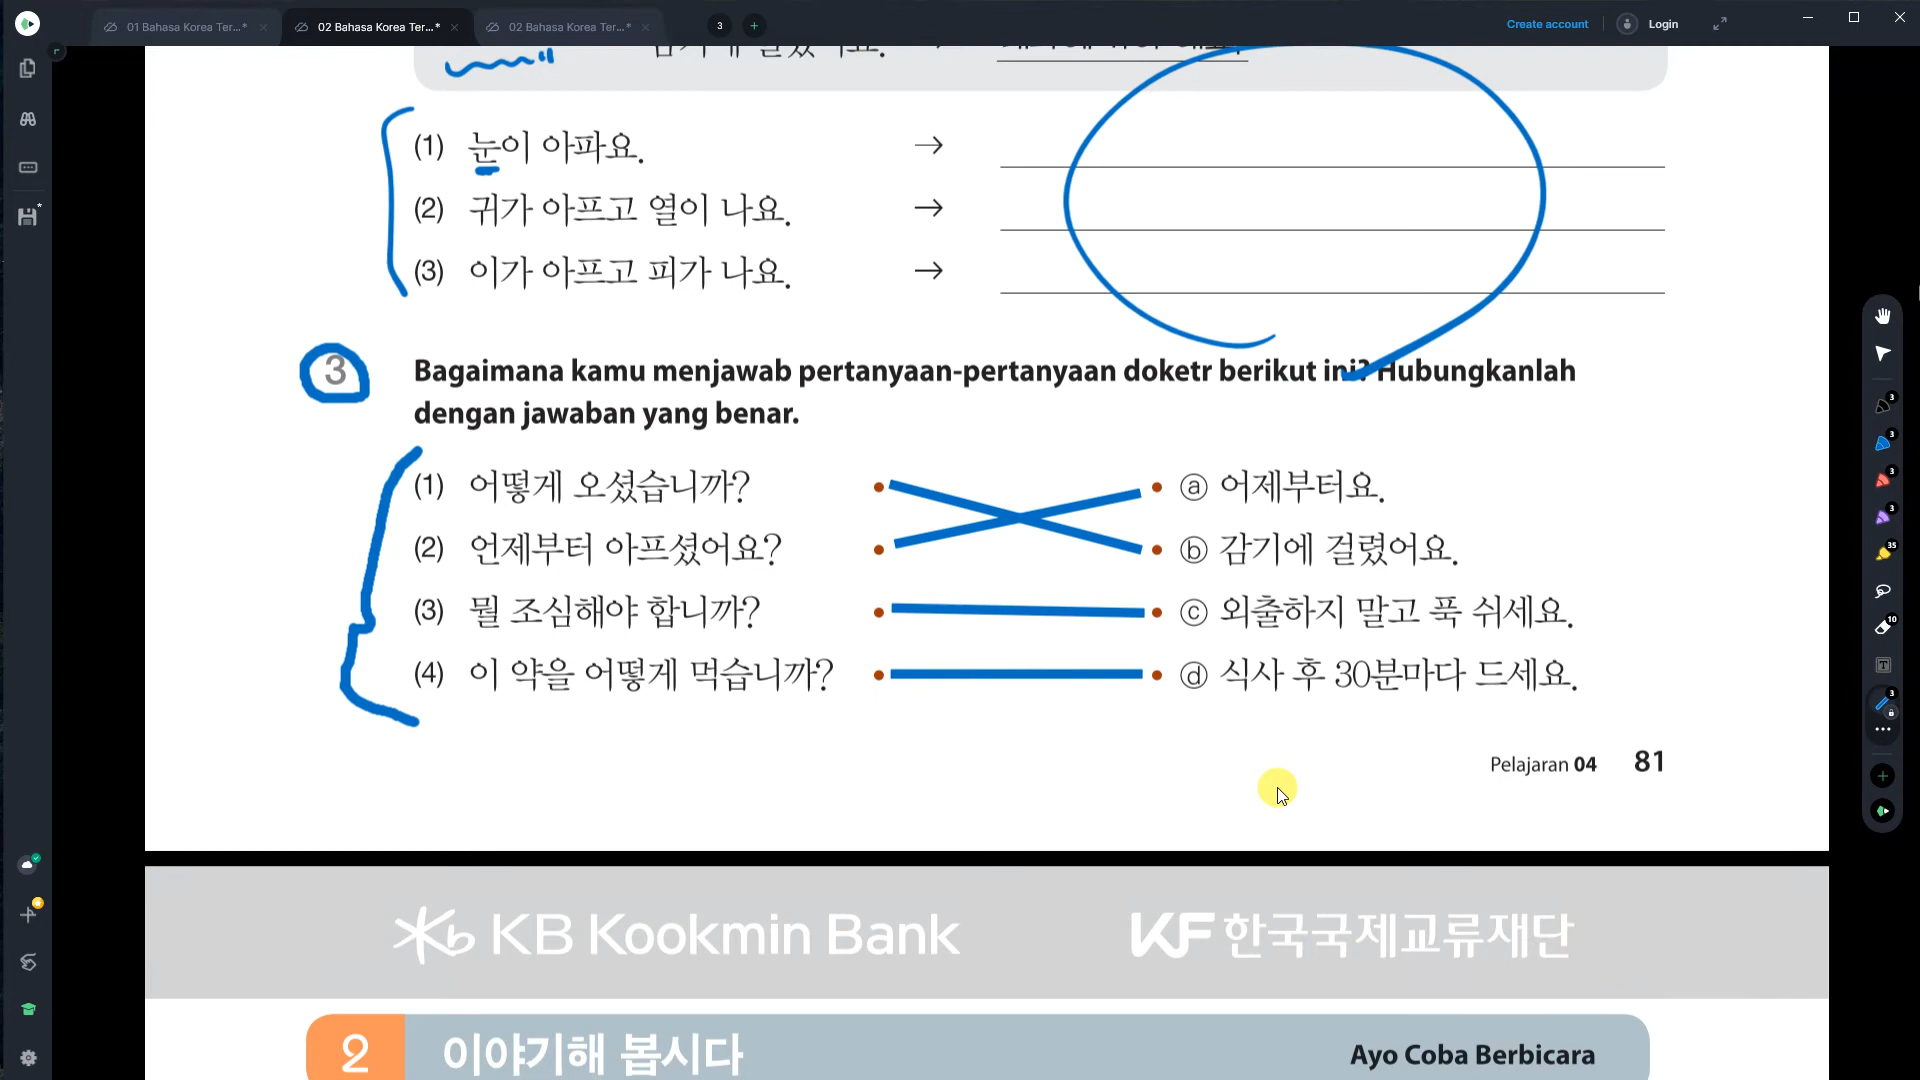 01 Bahasa Korea Ter...*
02 Bahasa Korea Ter...*
02 Bahasa Korea Ter...*
3
Create account
Login
(1) 눈이 아파요. →
(2) 귀가 아프고 열이 나요. →
(3) 이가 아프고 피가 나요. →
3 Bagaimana kamu menjawab pertanyaan-pertanyaan doketr berikut ini? Hubungkanlah
dengan jawaban yang benar.
(1) 어떻게 오셨습니까? ⓐ 어제부터요.
(2) 언제부터 아프셨어요? ⓑ 감기에 걸렸어요.
(3) 뭘 조심해야 합니까? ⓒ 외출하지 말고 푹 쉬세요.
(4) 이 약을 어떻게 먹습니까? ⓓ 식사 후 30분마다 드세요.
Pelajaran 04 81
KB Kookmin Bank KF 한국국제교류재단
2 이야기해 봅시다 Ayo Coba Berbicara
3
3
3
3
35
10
T
3